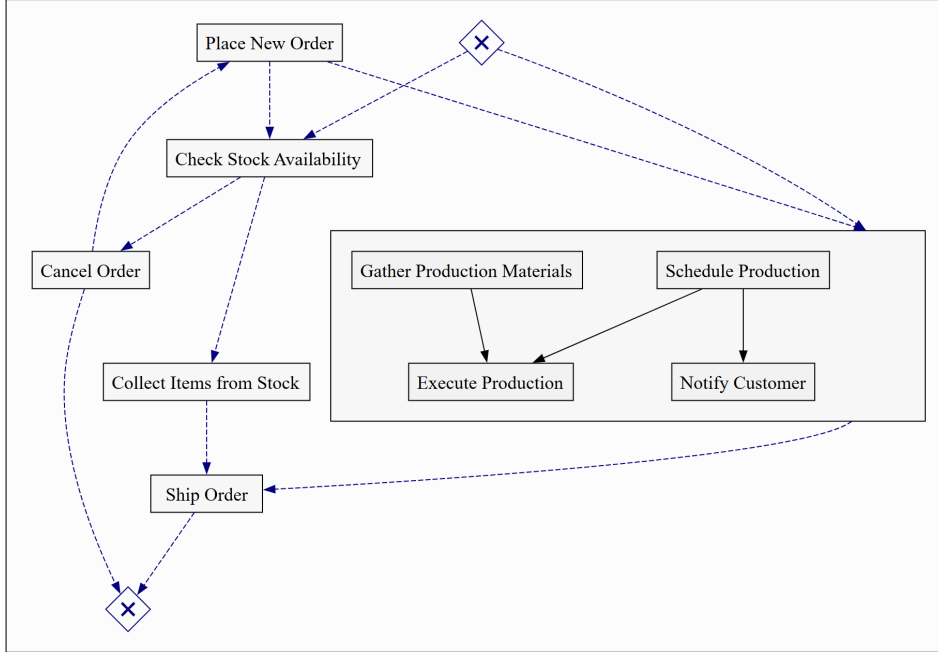 Place New Order
Check Stock Availability
Cancel Order
Gather Production Materials
Schedule Production
Collect Items from Stock
Execute Production
Notify Customer
Ship Order